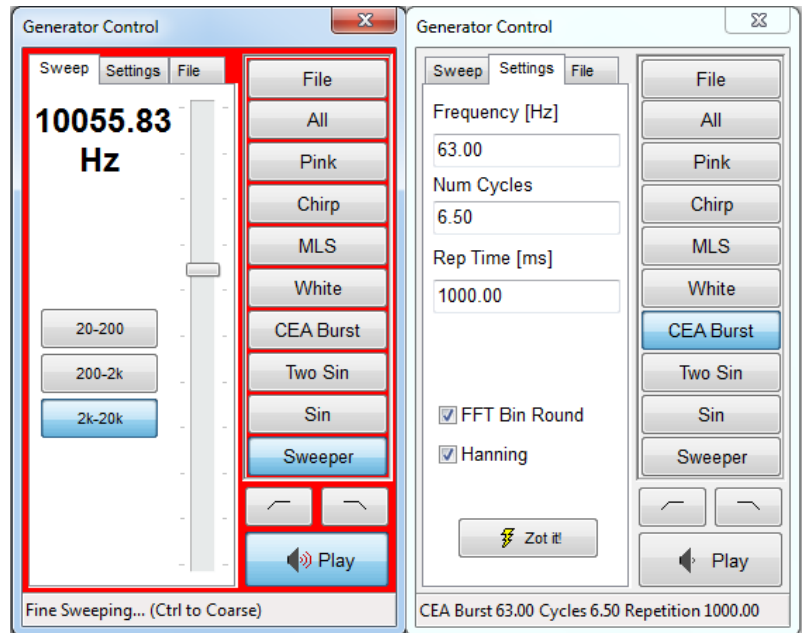 Generator Control
Sweep Settings File
10055.83
Hz
20-200
200-2k
2k-20k
File
All
Pink
Chirp
MLS
White
CEA Burst
Two Sin
Sin
Sweeper
Play
Fine Sweeping... (Ctrl to Coarse)
Generator Control
Sweep Settings File
Frequency [Hz]
63.00
Num Cycles
6.50
Rep Time [ms]
1000.00
FFT Bin Round
Hanning
Zot it!
File
All
Pink
Chirp
MLS
White
CEA Burst
Two Sin
Sin
Sweeper
Play
CEA Burst 63.00 Cycles 6.50 Repetition 1000.00